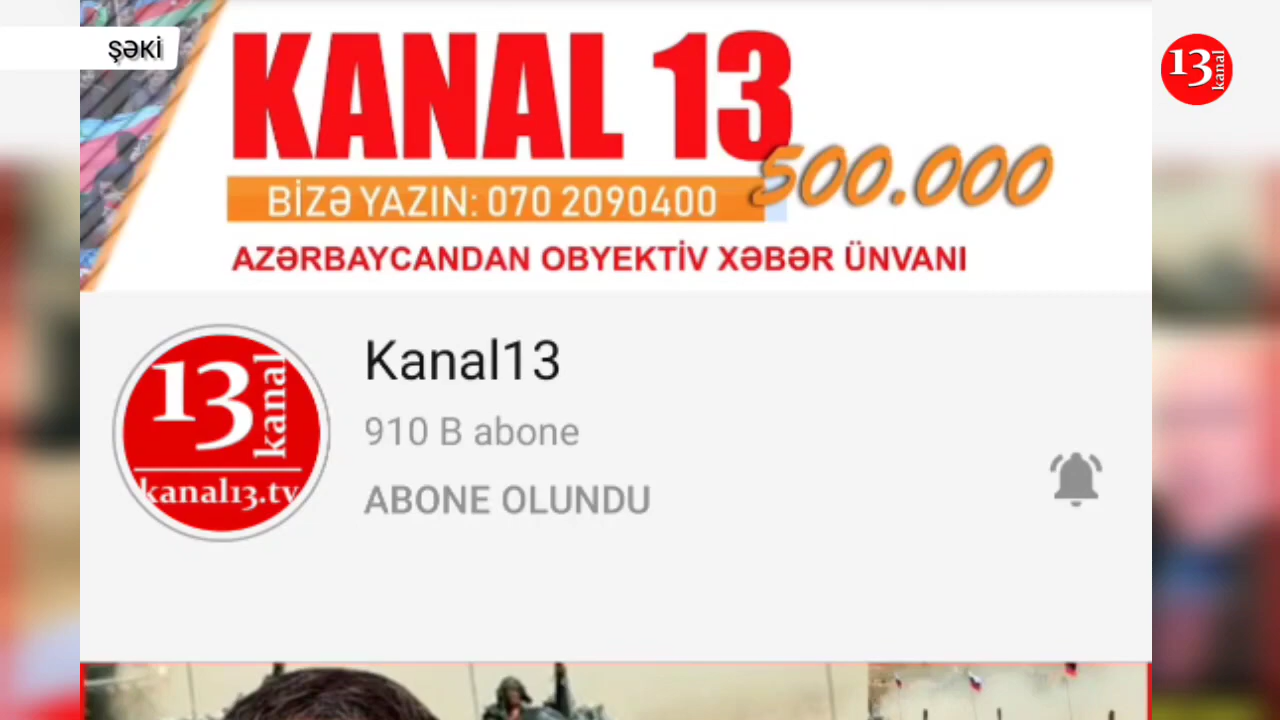 ŞƏKİ
KANAL 13
500.000
BİZƏ YAZIN: 070 2090400
AZƏRBAYCANDAN OBYEKTİV XƏBƏR ÜNVANI
13 kanal
Kanal13
910 B abone
ABONE OLUNDU
13 kanal
kanal13.tv